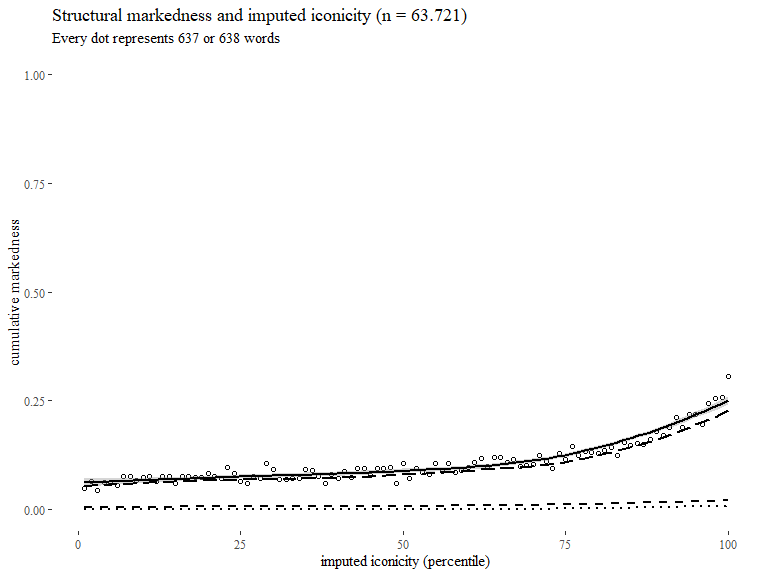 Structural markedness and imputed iconicity (n = 63.721)
Every dot represents 637 or 638 words
1.00
0.75
0.50
0.25
0.00
cumulative markedness
0
25
50
75
100
imputed iconicity (percentile)